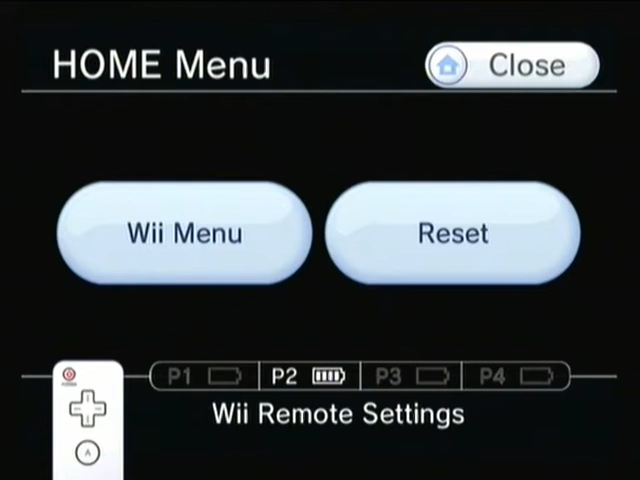 HOME Menu
Close
Wii Menu
Reset
P1 P2 P3 P4
Wii Remote Settings
A